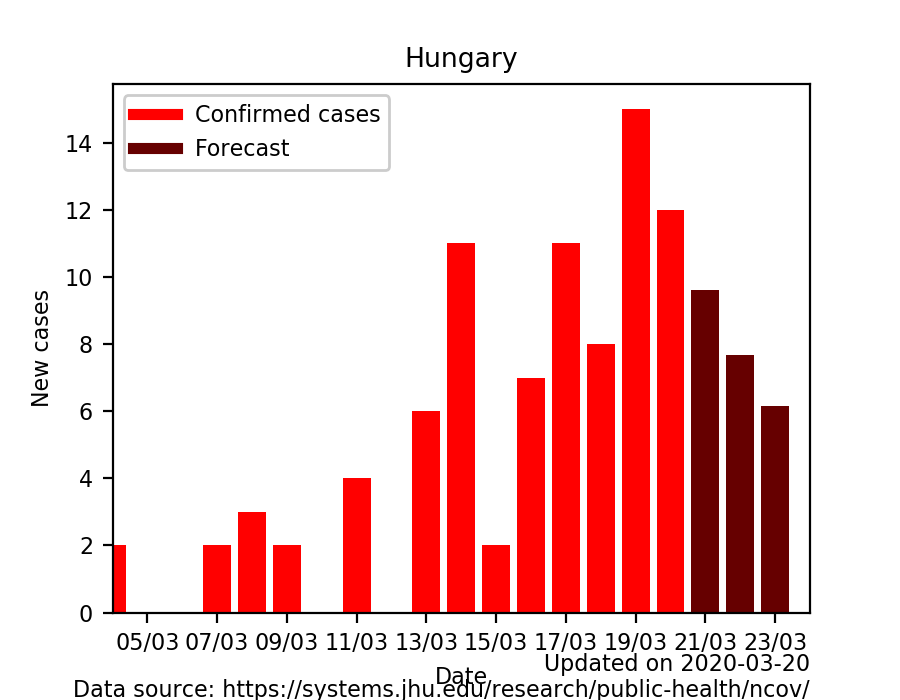 Hungary
Confirmed cases
Forecast
New cases
14
12
10
8
6
4
2
0
05/03 07/03 09/03 11/03 13/03 15/03 17/03 19/03 21/03 23/03
Updated on 2020-03-20
Date
Data source: https://systems.jhu.edu/research/public-health/ncov/